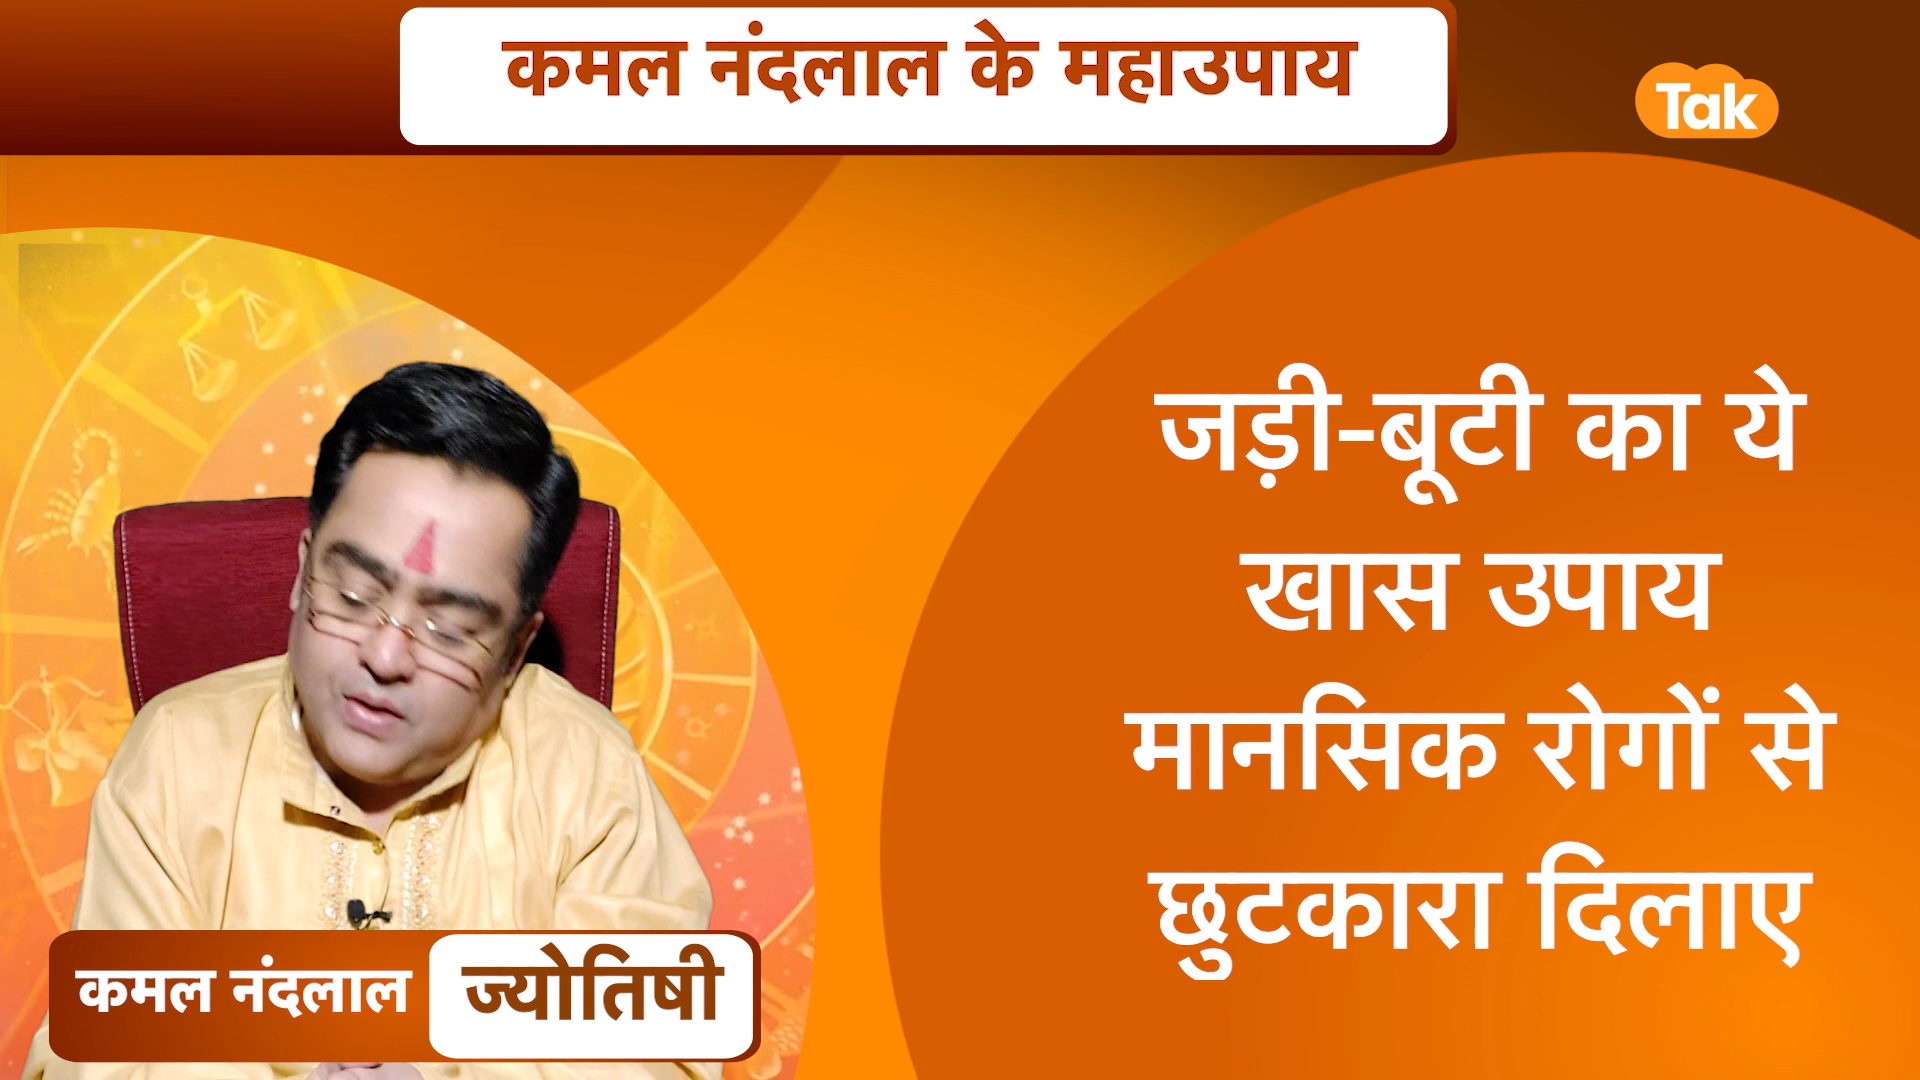 कमल नंदलाल के महाउपाय
Tak
जड़ी-बूटी का ये
खास उपाय
मानसिक रोगों से
छुटकारा दिलाए
कमल नंदलाल
ज्योतिषी